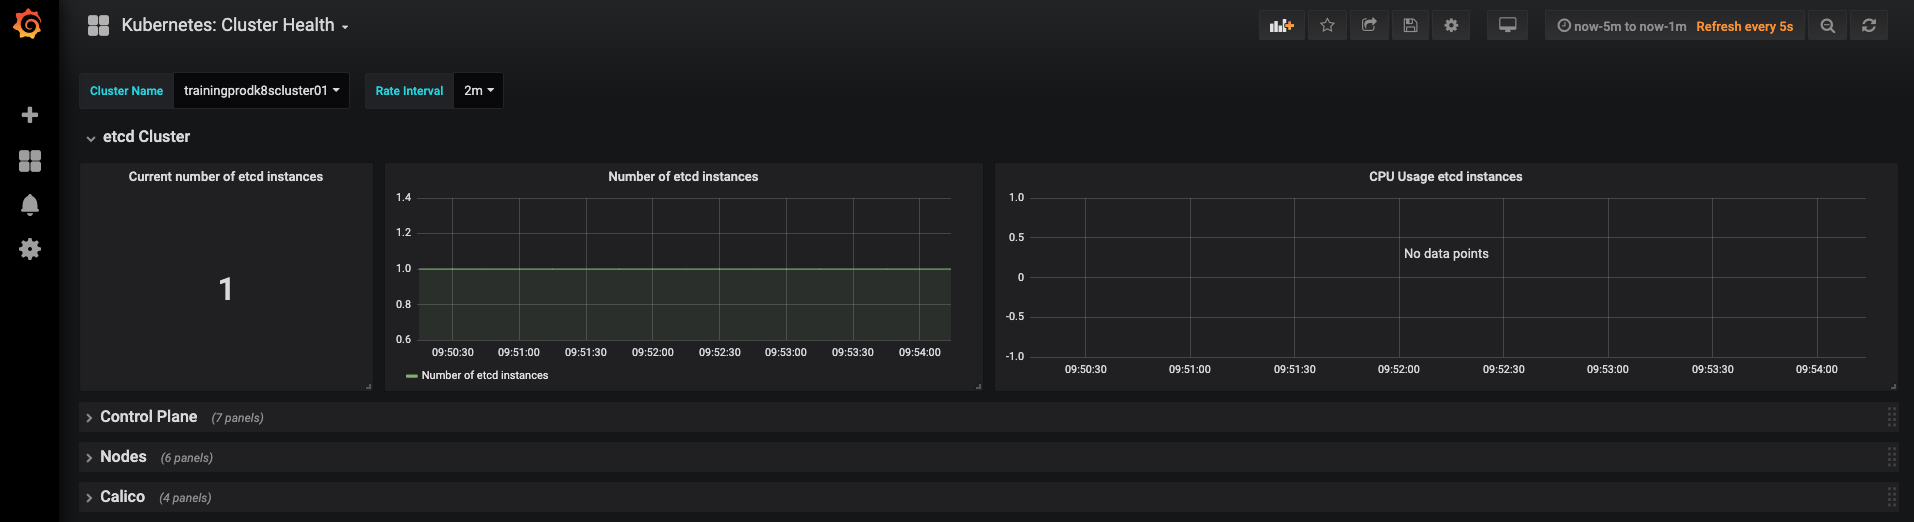 Kubernetes: Cluster Health
now-5m to now-1m Refresh every 5s
Cluster Name trainingprodk8scluster01 Rate Interval 2m
etcd Cluster
Current number of etcd instances
1
Number of etcd instances
1.4
1.2
1.0
0.8
0.6
09:50:30 09:51:00 09:51:30 09:52:00 09:52:30 09:53:00 09:53:30 09:54:00
Number of etcd instances
CPU Usage etcd instances
1.0
0.5
No data points
0
-0.5
-1.0
09:50:30 09:51:00 09:51:30 09:52:00 09:52:30 09:53:00 09:53:30 09:54:00
Control Plane (7 panels)
Nodes (6 panels)
Calico (4 panels)